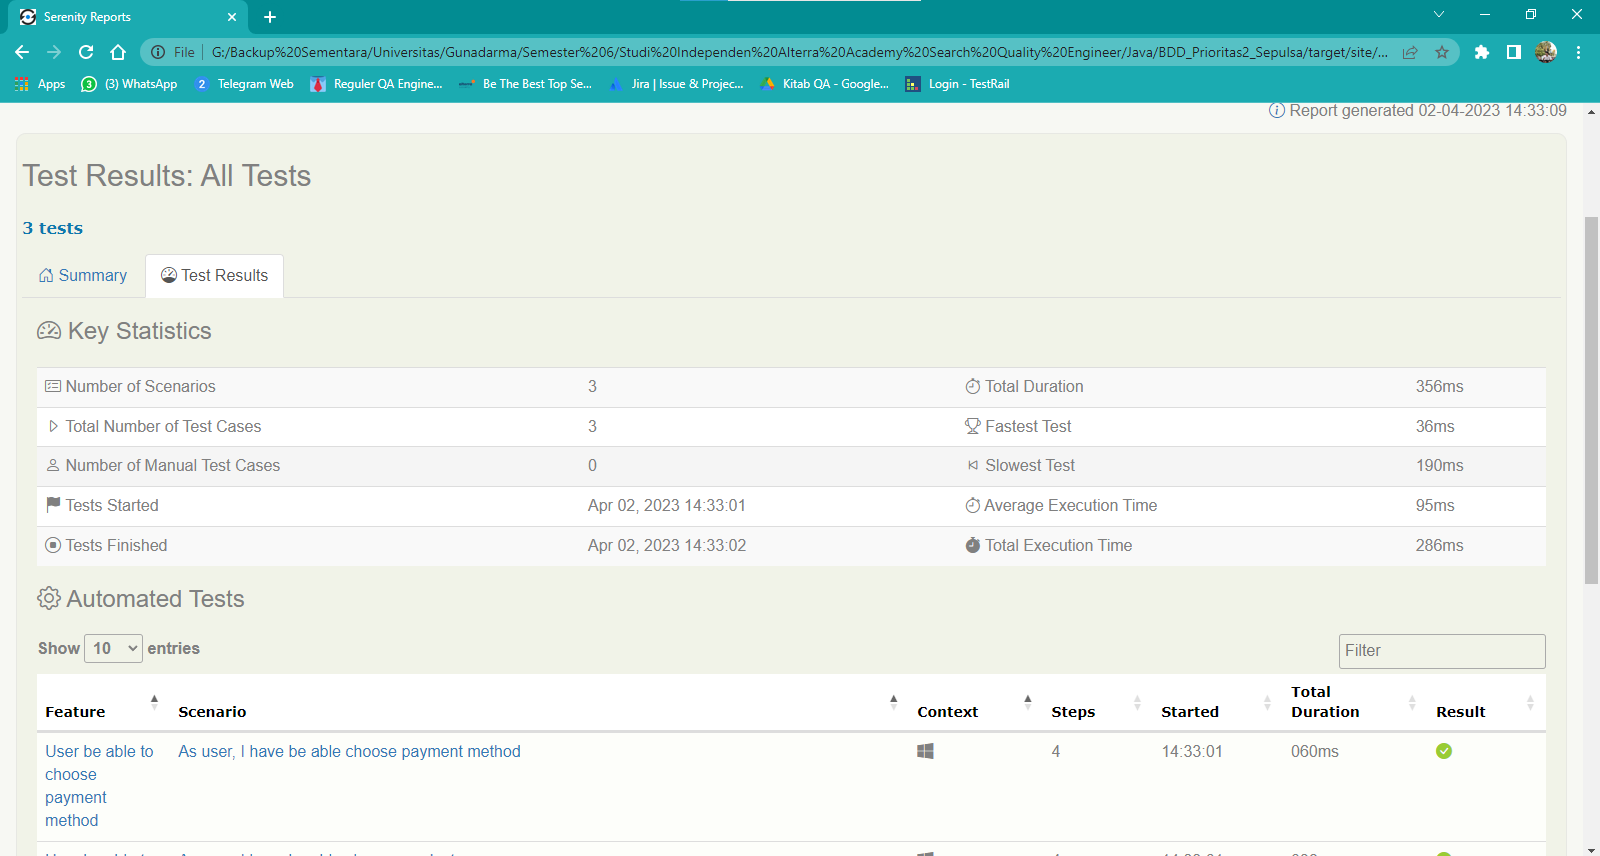 Serenity Reports
File
G:/Backup%20Sementara/Universitas/Gunadarma/Semester%206/Studi%20Independen%20Alterra%20Academy%20Search%20Quality%20Engineer/Java/BDD_Prioritas2_Sepulsa/target/site/...
Apps
3
(3) WhatsApp
2
Telegram Web
Reguler QA Engine...
Be The Best Top Se...
Jira | Issue & Projec...
Kitab QA - Google...
Login - TestRail
Report generated 02-04-2023 14:33:09
Test Results: All Tests
3 tests
Summary
Test Results
Key Statistics
Number of Scenarios 3 Total Duration 356ms
Total Number of Test Cases 3 Fastest Test 36ms
Number of Manual Test Cases 0 Slowest Test 190ms
Tests Started Apr 02, 2023 14:33:01 Average Execution Time 95ms
Tests Finished Apr 02, 2023 14:33:02 Total Execution Time 286ms
Automated Tests
Show 10 entries
Filter
Feature Scenario Context Steps Started Total Duration Result
User be able to choose payment method As user, I have be able choose payment method 4 14:33:01 060ms